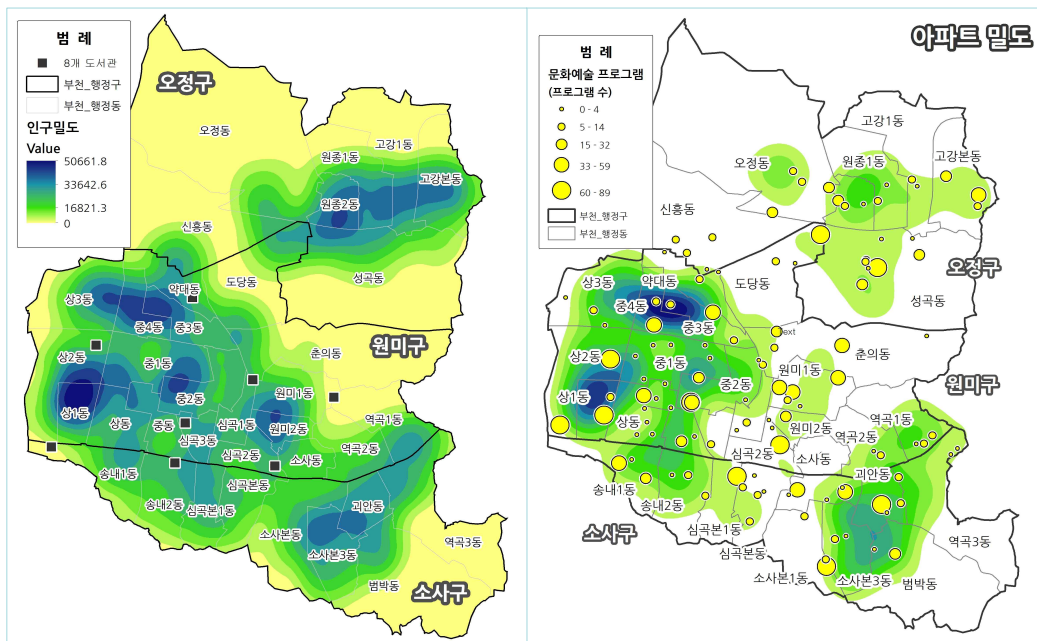 범 례
8개 도서관
부천_행정구
부천_행정동
인구밀도
Value
50661.8
33642.6
16821.3
0
오정구
오정동
고강1동
원종1동
고강본동
원종2동
신흥동
성곡동
도당동
약대동
상3동
중4동
중3동
원미구
상2동
중1동
춘의동
상1동
중2동
원미1동
상동
중동
심곡1동
원미2동
역곡1동
심곡3동
심곡2동
소사동
역곡2동
송내1동
심곡본동
송내2동
심곡본1동
괴안동
소사본동
역곡3동
소사본3동
범박동
소사구
아파트 밀도
범 례
문화예술 프로그램
(프로그램 수)
0 - 4
5 - 14
15 - 32
33 - 59
60 - 89
부천_행정구
부천_행정동
고강1동
오정동
원종1동
고강본동
신흥동
오정구
상3동
약대동
도당동
성곡동
중4동
중3동
상2동
중1동
춘의동
원미1동
중2동
원미구
상1동
상동
역곡1동
원미2동
역곡2동
심곡2동
소사동
괴안동
송내1동
송내2동
소사구
심곡본1동
심곡본동
역곡3동
소사본1동
소사본3동
범박동